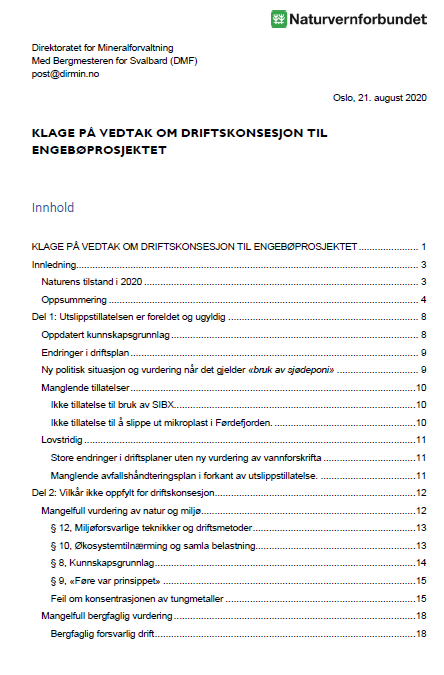 Naturvernforbundet
Direktoratet for Mineralforvaltning
Med Bergmesteren for Svalbard (DMF)
post@dirmin.no
Oslo, 21. august 2020
KLAGE PÅ VEDTAK OM DRIFTSKONSESJON TIL
ENGEBØPROSJEKTET
Innhold
KLAGE PÅ VEDTAK OM DRIFTSKONSESJON TIL ENGEBØPROSJEKTET ..................... 1
Innledning..................... 3
Naturens tilstand i 2020 ..................... 3
Oppsummering ..................... 4
Del 1: Utslippstillatelsen er foreldet og ugyldig ..................... 8
Oppdatert kunnskapsgrunnlag ..................... 8
Endringer i driftsplan ..................... 9
Ny politisk situasjon og vurdering når det gjelder «bruk av sjødeponi» ..................... 9
Manglende tillatelser ..................... 10
Ikke tillatelse til bruk av SIBX..................... 10
Ikke tillatelse til å slippe ut mikroplast i Førdefjorden. ..................... 10
Lovstridig ..................... 11
Store endringer i driftsplaner uten ny vurdering av vannforskrifta ..................... 11
Manglende avfallshåndteringsplan i forkant av utslippstillatelse. ..................... 11
Del 2: Vilkår ikke oppfylt for driftskonsesjon..................... 12
Mangelfull vurdering av natur og miljø..................... 12
§ 12, Miljøforsvarlige teknikker og driftsmetoder..................... 13
§ 10, Økosystemtilnærming og samla belastning..................... 13
§ 8, Kunnskapsgrunnlag..................... 14
§ 9, «Føre var prinsippet» ..................... 15
Feil om konsentrasjonen av tungmetaller ..................... 15
Mangelfull bergfaglig vurdering ..................... 18
Bergfaglig forsvarlig drift..................... 18